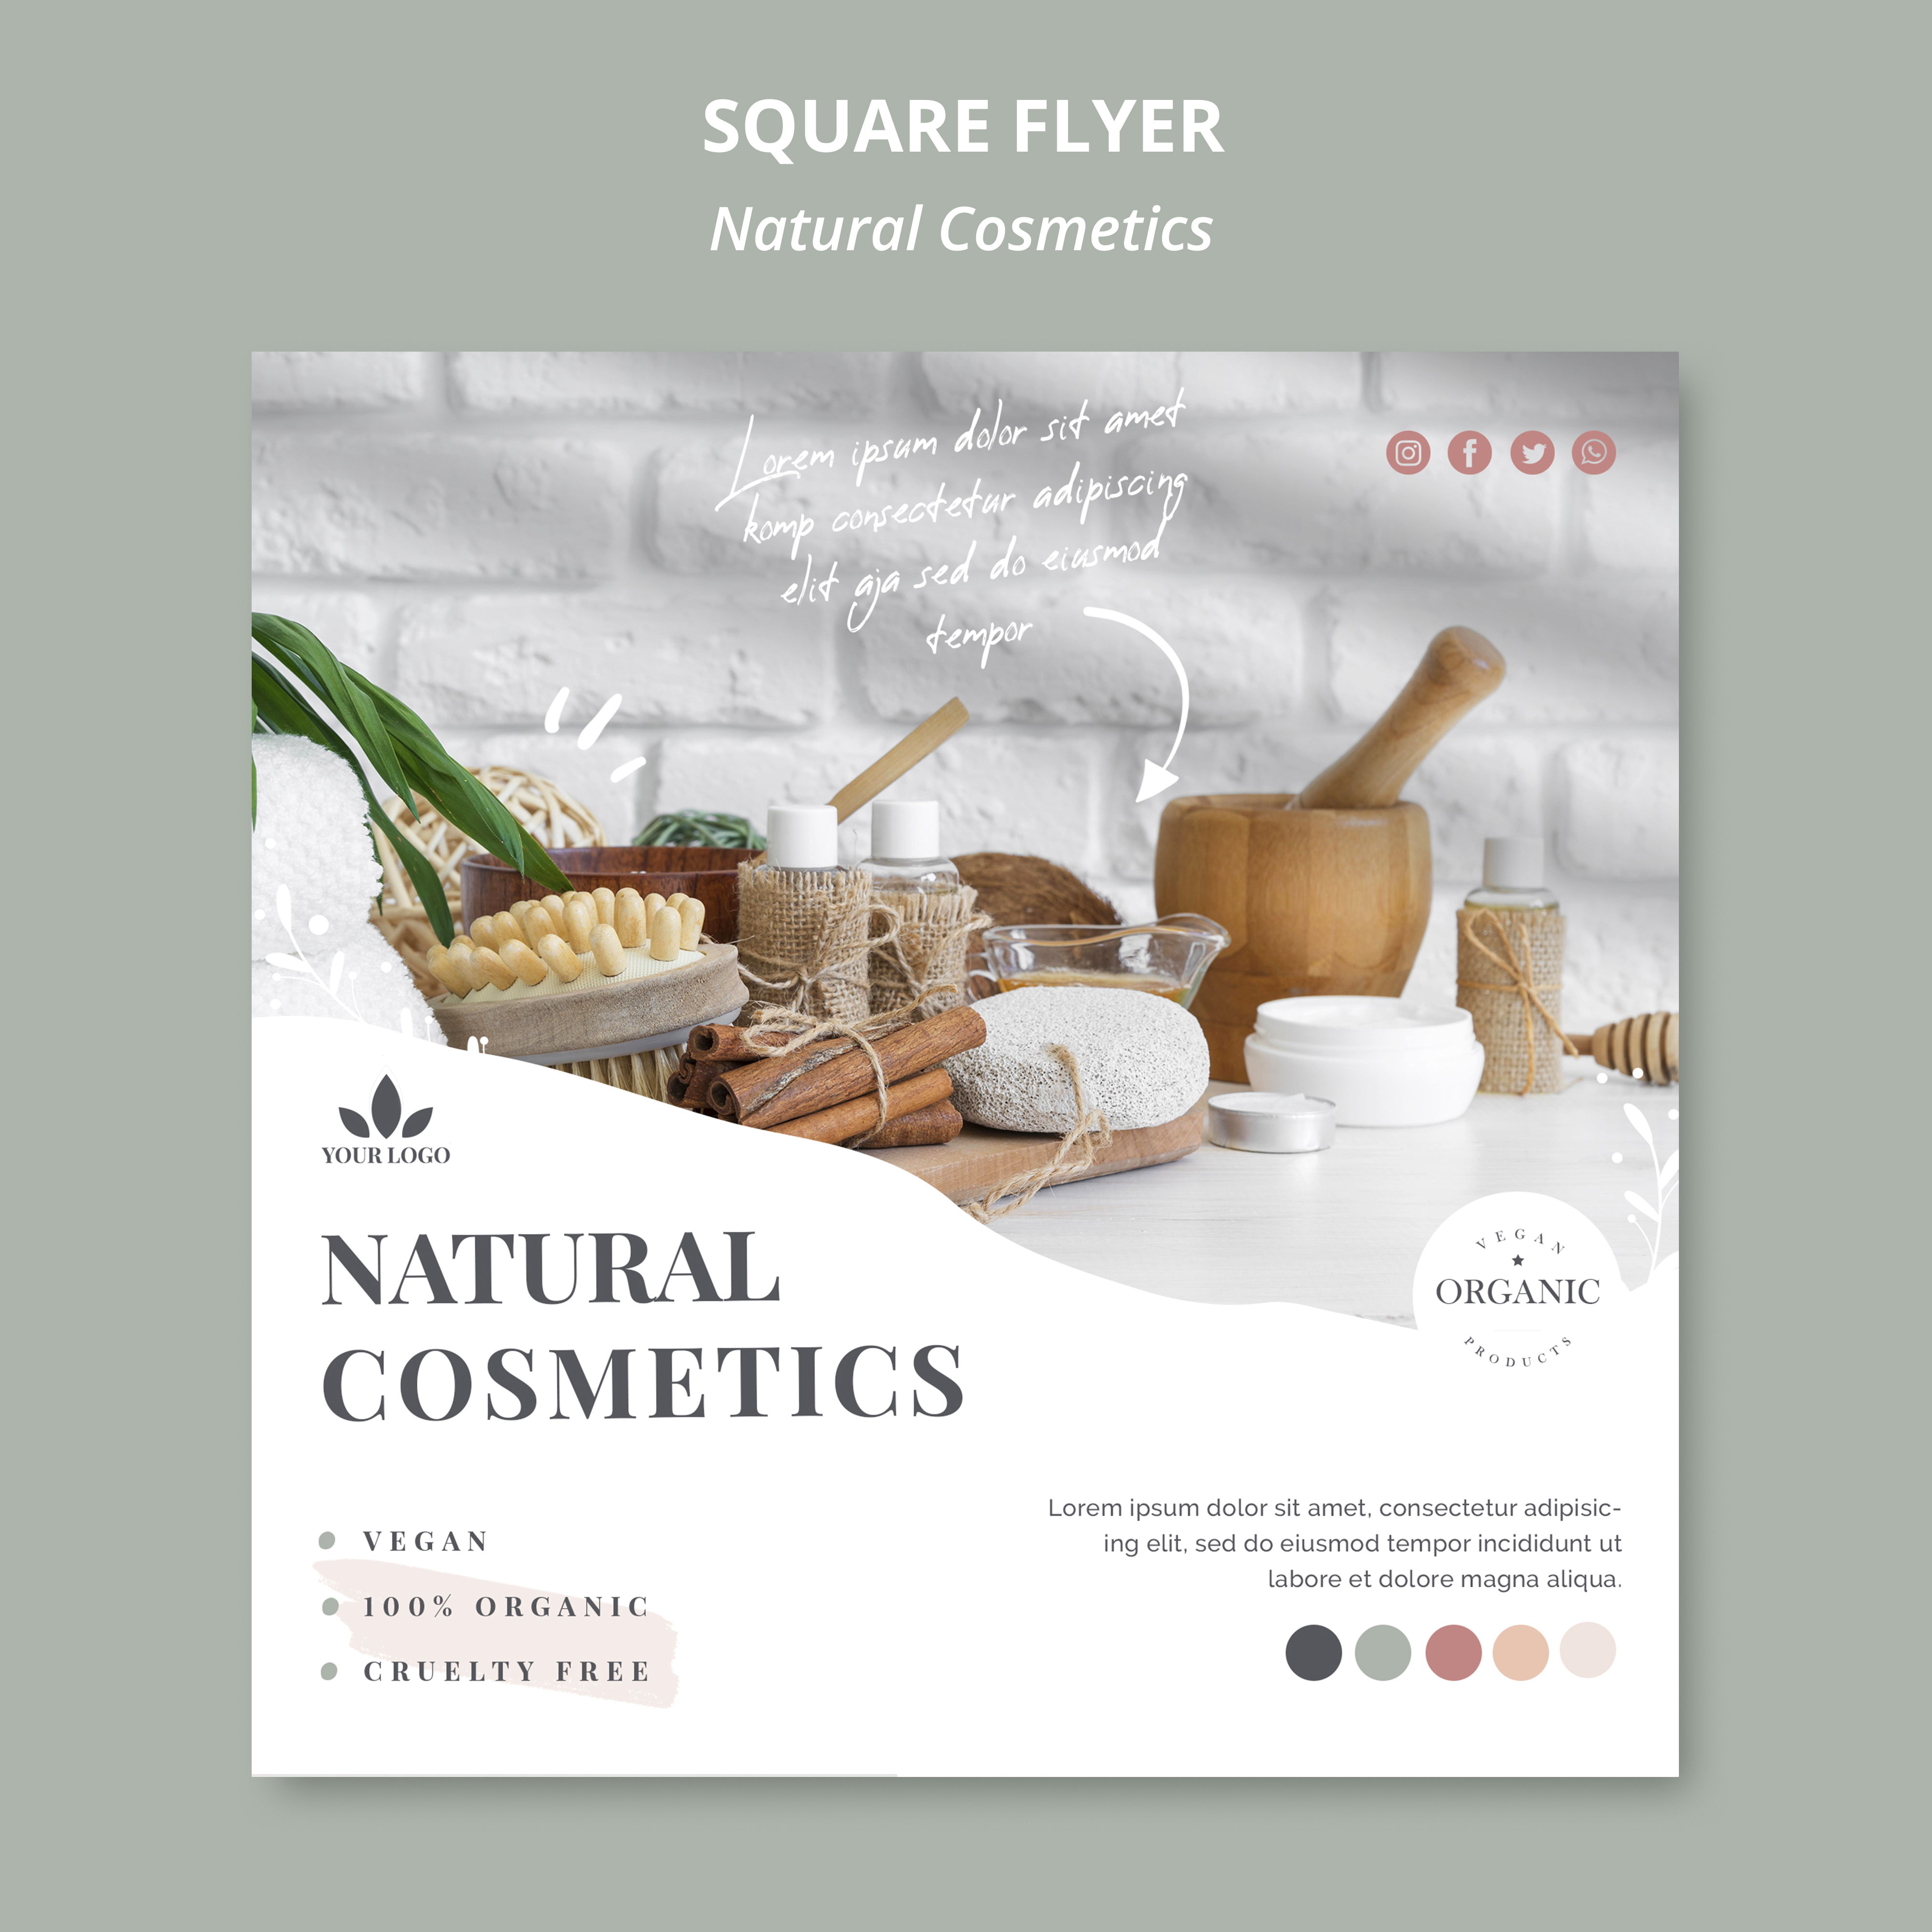 SQUARE FLYER
Natural Cosmetics
Lorem ipsum dolor sit amet
komp consectetur adipiscing
elit aja sed do eiusmod
tempor
YOUR LOGO
NATURAL
COSMETICS
VEGAN
ORGANIC
PRODUCTS
VEGAN
100% ORGANIC
CRUELTY FREE
Lorem ipsum dolor sit amet, consectetur adipisic-
ing elit, sed do eiusmod tempor incididunt ut
labore et dolore magna aliqua.